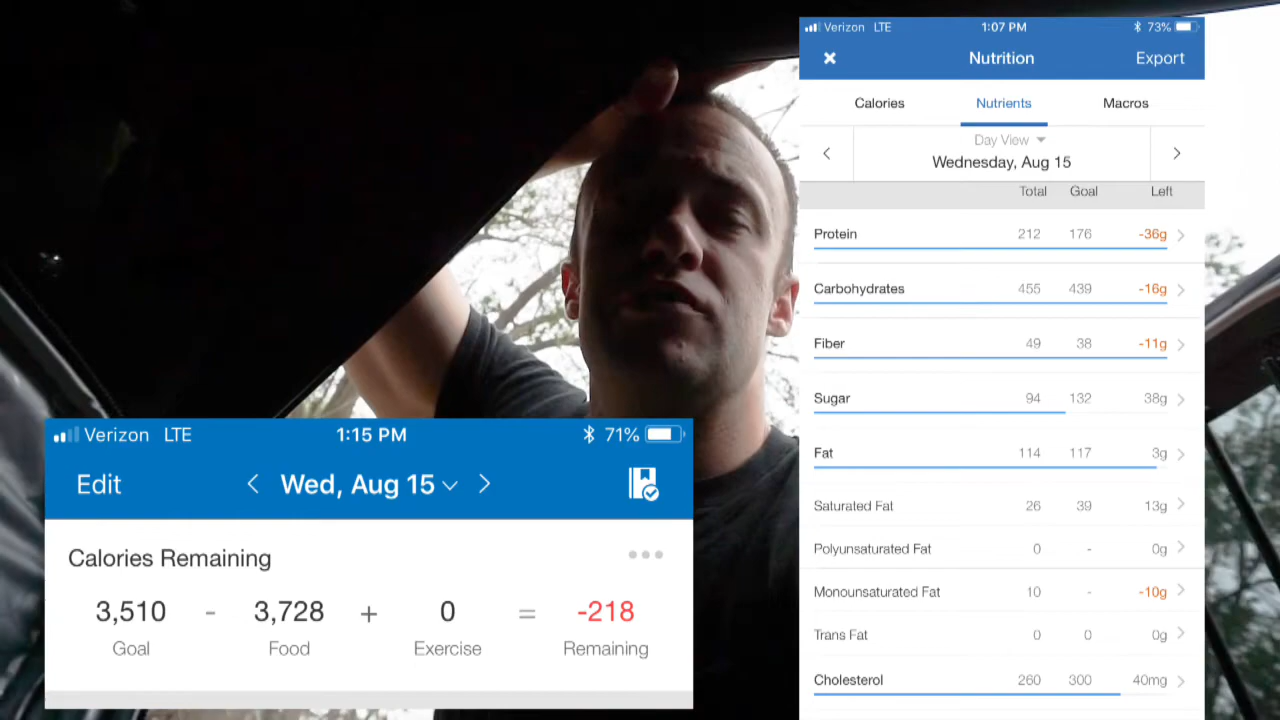 Verizon LTE 1:07 PM 73%
Nutrition Export
Calories Nutrients Macros
Day View
Wednesday, Aug 15
Total Goal Left
Protein 212 176 -36g
Carbohydrates 455 439 -16g
Fiber 49 38 -11g
Sugar 94 132 38g
Fat 114 117 3g
Saturated Fat 26 39 13g
Polyunsaturated Fat 0 - 0g
Monounsaturated Fat 10 - -10g
Trans Fat 0 0 0g
Cholesterol 260 300 40mg
Verizon LTE 1:15 PM 71%
Edit Wed, Aug 15
Calories Remaining
3,510 - 3,728 + 0 = -218
Goal Food Exercise Remaining